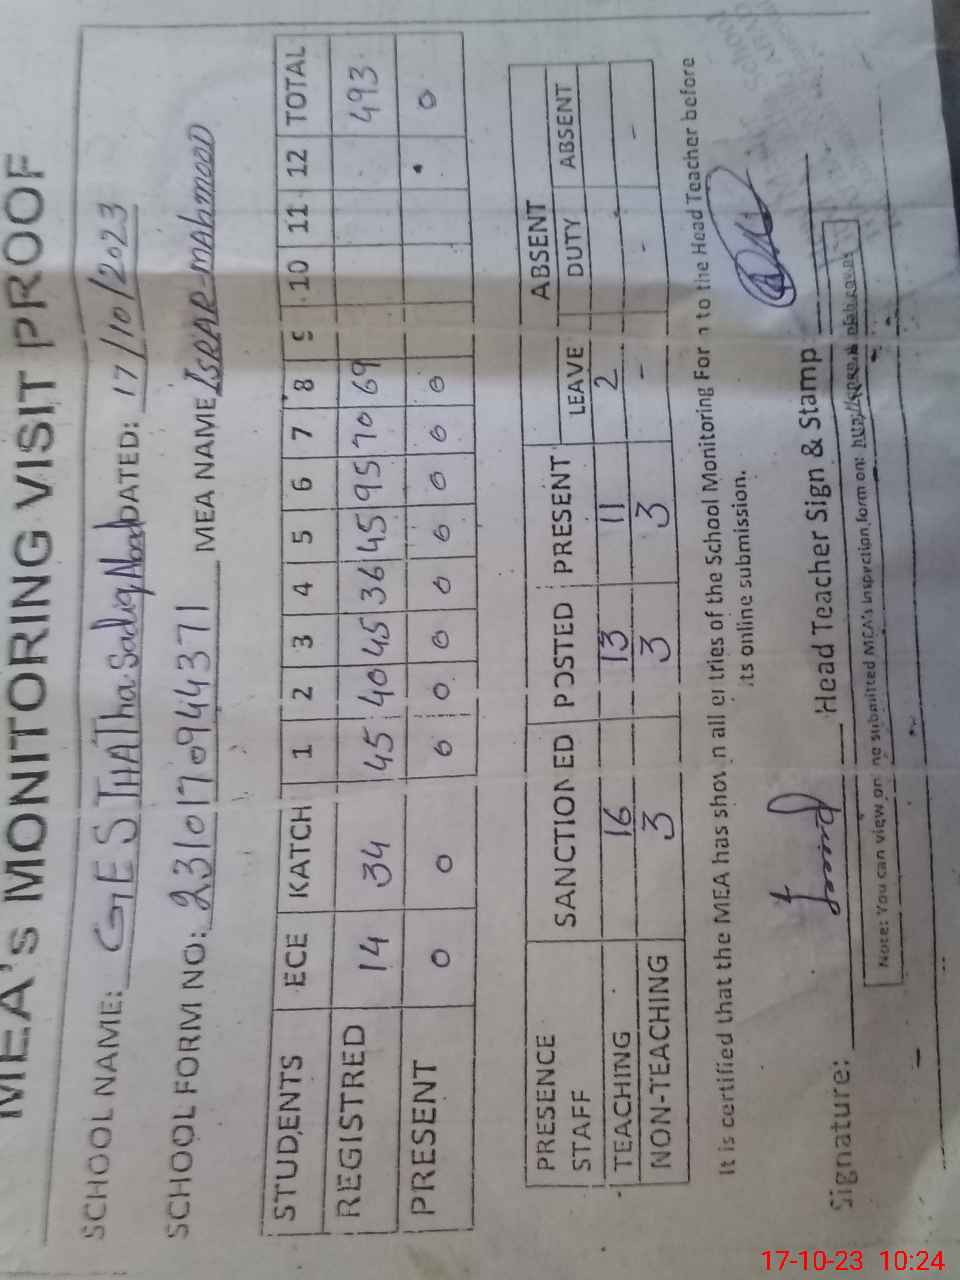 MEA's MONITORING VISIT PROOF
SCHOOL NAME: GES THATha Sadiq Abad DATED: 17/10/2023
SCHOOL FORM NO: 23101709444371 MEA NAME ISRAR-MAhmooD
STUDENTS ECE KATCH 1 2 3 4 5 6 7 8 9 10 11 12 TOTAL
REGISTRED 14 34 45 40 45 36 45 95 70 69 493
PRESENT 0 0 0 0 0 0 0 0 0 0 0
PRESENCE STAFF SANCTIONED POSTED PRESENT ABSENT
LEAVE DUTY ABSENT
TEACHING 16 13 11 2 - -
NON-TEACHING 3 3 3 - - -
It is certified that the MEA has shown all entries of the School Monitoring Form to the Head Teacher before
its online submission.
Signature: Head Teacher Sign & Stamp
Note: You can view online submitted MEA's Inspection form on:
17-10-23 10:24